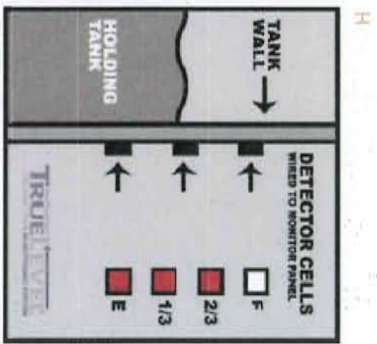 H
TANK
WALL
HOLDING
TANK
DETECTOR CELLS
WIRED TO MONITOR PANEL
F
2/3
1/3
E
TRUELEVEL